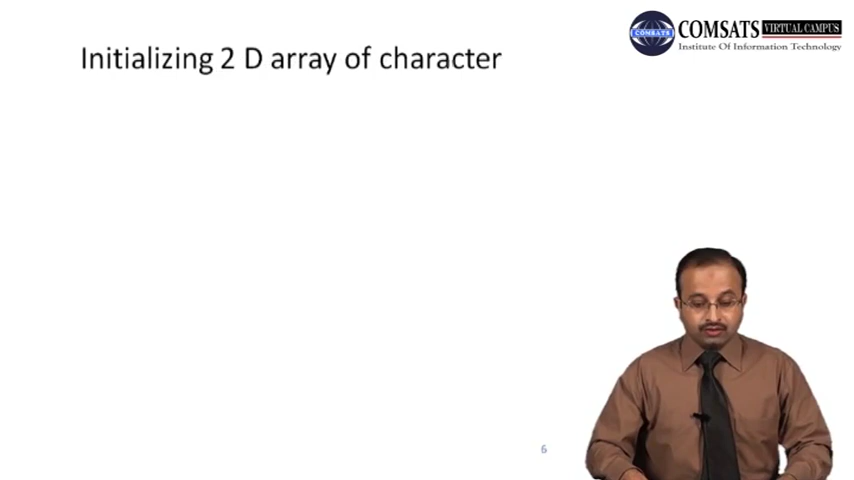 Initializing 2 D array of character
COMSATS VIRTUAL CAMPUS
Institute Of Information Technology
COMSATS
6